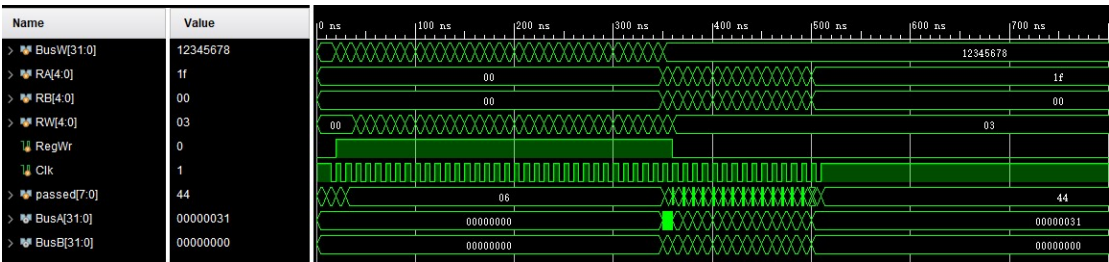 Name Value 0 ns 100 ns 200 ns 300 ns 400 ns 500 ns 600 ns 700 ns
BusW[31:0] 12345678 12345678
RA[4:0] 1f 00 1f
RB[4:0] 00 00 00
RW[4:0] 03 00 03
RegWr 0
Clk 1
passed[7:0] 44 06 44
BusA[31:0] 00000031 00000000 00000031
BusB[31:0] 00000000 00000000 00000000